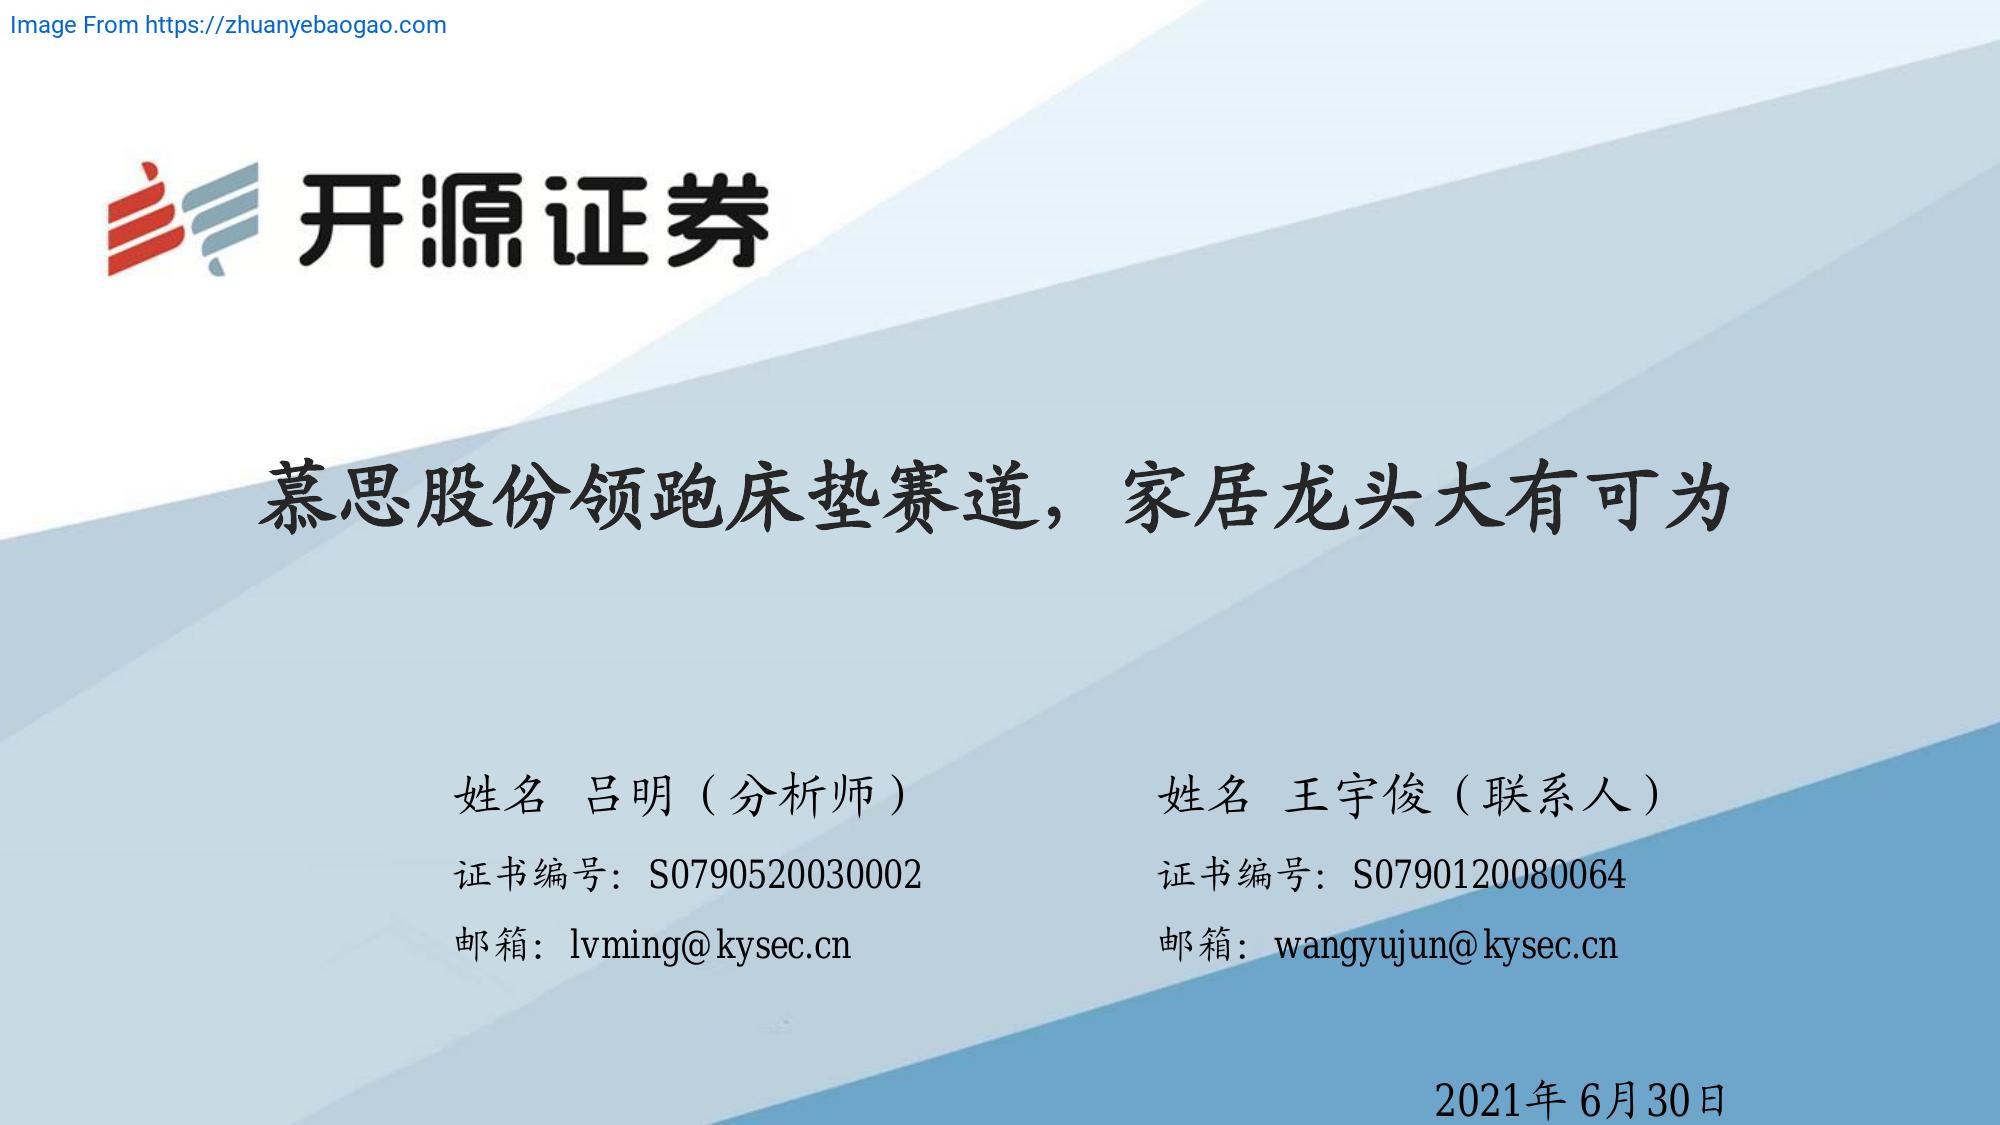 Image From https://zhuanyebaogao.com
开源证券
慕思股份领跑床垫赛道，家居龙头大有可为
姓名 吕明（分析师）
证书编号：S0790520030002
邮箱：lvming@kysec.cn
姓名 王宇俊（联系人）
证书编号：S0790120080064
邮箱：wangyujun@kysec.cn
2021年 6月30日